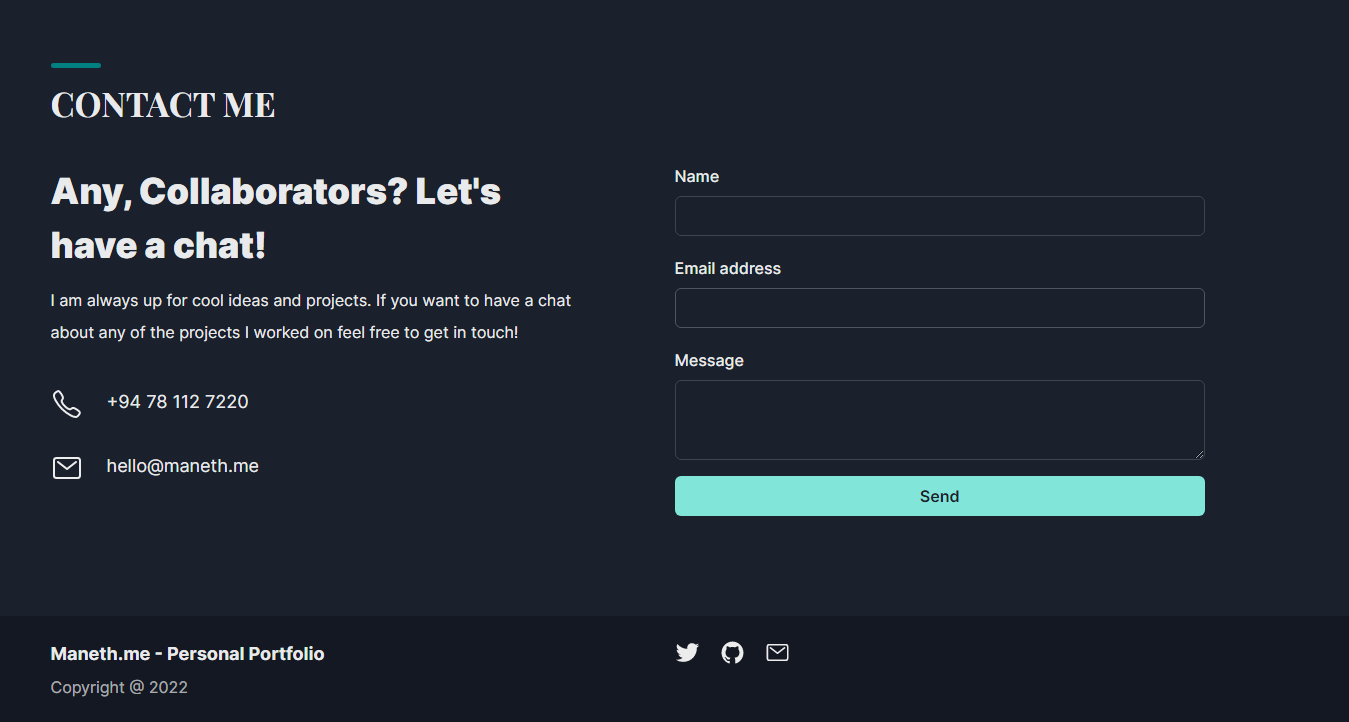 CONTACT ME
Any, Collaborators? Let's
have a chat!
I am always up for cool ideas and projects. If you want to have a chat
about any of the projects I worked on feel free to get in touch!
+94 78 112 7220
hello@maneth.me
Name
Email address
Message
Send
Maneth.me - Personal Portfolio
Copyright @ 2022